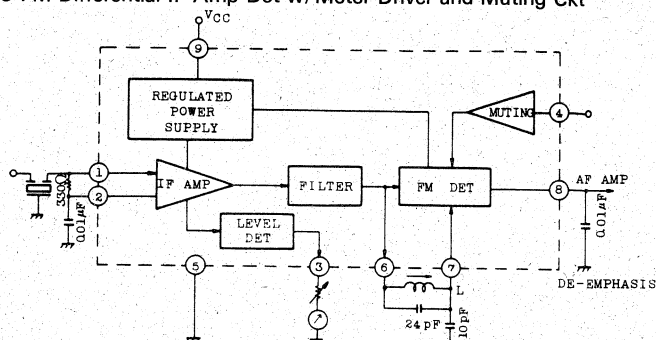 FM Differential IF Amp Det w/Meter Driver and Muting Ckt
VCC
9
REGULATED
POWER
SUPPLY
MUTING
4
1
330Ω
IF AMP
FILTER
FM DET
8
AF AMP
2
0.01μF
LEVEL
DET
0.01μF
5
3
6
7
DE-EMPHASIS
L
24pF
10pF